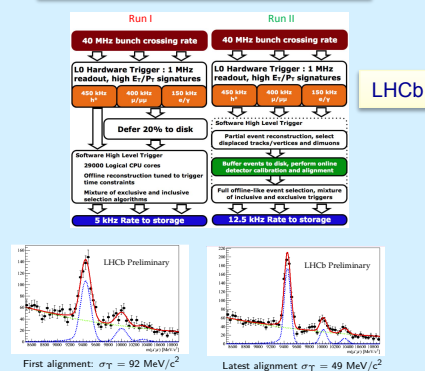 Run I
Run II
40 MHz bunch crossing rate
40 MHz bunch crossing rate
L0 Hardware Trigger : 1 MHz
readout, high ET/PT signatures
L0 Hardware Trigger : 1 MHz
readout, high ET/PT signatures
450 kHz
h±
400 kHz
μ/μμ
150 kHz
e/γ
450 kHz
h±
400 kHz
μ/μμ
150 kHz
e/γ
LHCb
Defer 20% to disk
Software High Level Trigger
29000 Logical CPU cores
Offline reconstruction tuned to trigger
time constraints
Mixture of exclusive and inclusive
selection algorithms
Software High Level Trigger
Partial event reconstruction, select
displaced tracks/vertices and dimuons
Buffer events to disk, perform online
detector calibration and alignment
Full offline-like event selection, mixture
of inclusive and exclusive triggers
5 kHz Rate to storage
12.5 kHz Rate to storage
LHCb Preliminary
LHCb Preliminary
First alignment: σϒ = 92 MeV/c²
Latest alignment σϒ = 49 MeV/c²